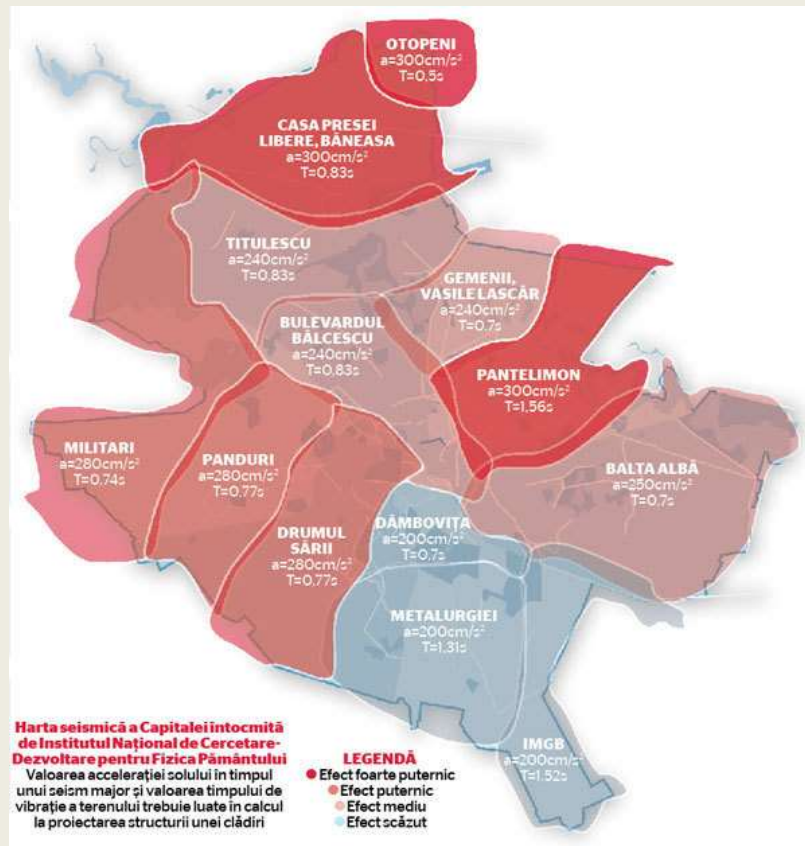 OTOPENI
a=300cm/s²
T=0,5s
CASA PRESEI
LIBERE, BĂNEASA
a=300cm/s²
T=0,83s
TITULESCU
a=240cm/s²
T=0,83s
GEMENII,
VASILE LASCĂR
a=240cm/s²
T=0.7s
BULEVARDUL
BĂLCESCU
a=240cm/s²
T=0,83s
PANTELIMON
a=300cm/s²
T=1,56s
MILITARI
a=280cm/s²
T=0,74s
PANDURI
a=280cm/s²
T=0,77s
BALTA ALBĂ
a=250cm/s²
T=0,7s
DRUMUL
SĂRII
a=280cm/s²
T=0,77s
DÂMBOVIȚA
a=200cm/s²
T=0,7s
METALURGIEI
a=200cm/s²
T=1,31s
IMGB
a=200cm/s²
T=1.52s
Harta seismică a Capitalei întocmită
de Institutul Național de Cercetare-
Dezvoltare pentru Fizica Pământului
Valoarea accelerației solului în timpul
unui seism major și valoarea timpului de
vibrație a terenului trebuie luate în calcul
la proiectarea structurii unei clădiri
LEGENDĂ
Efect foarte puternic
Efect puternic
Efect mediu
Efect scăzut